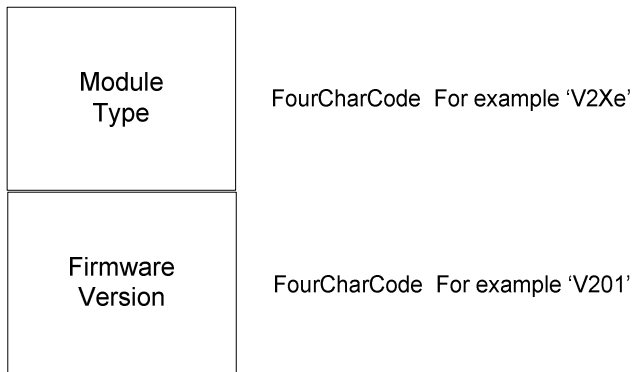 Module
Type
FourCharCode For example ‘V2Xe’
Firmware
Version
FourCharCode For example ‘V201’